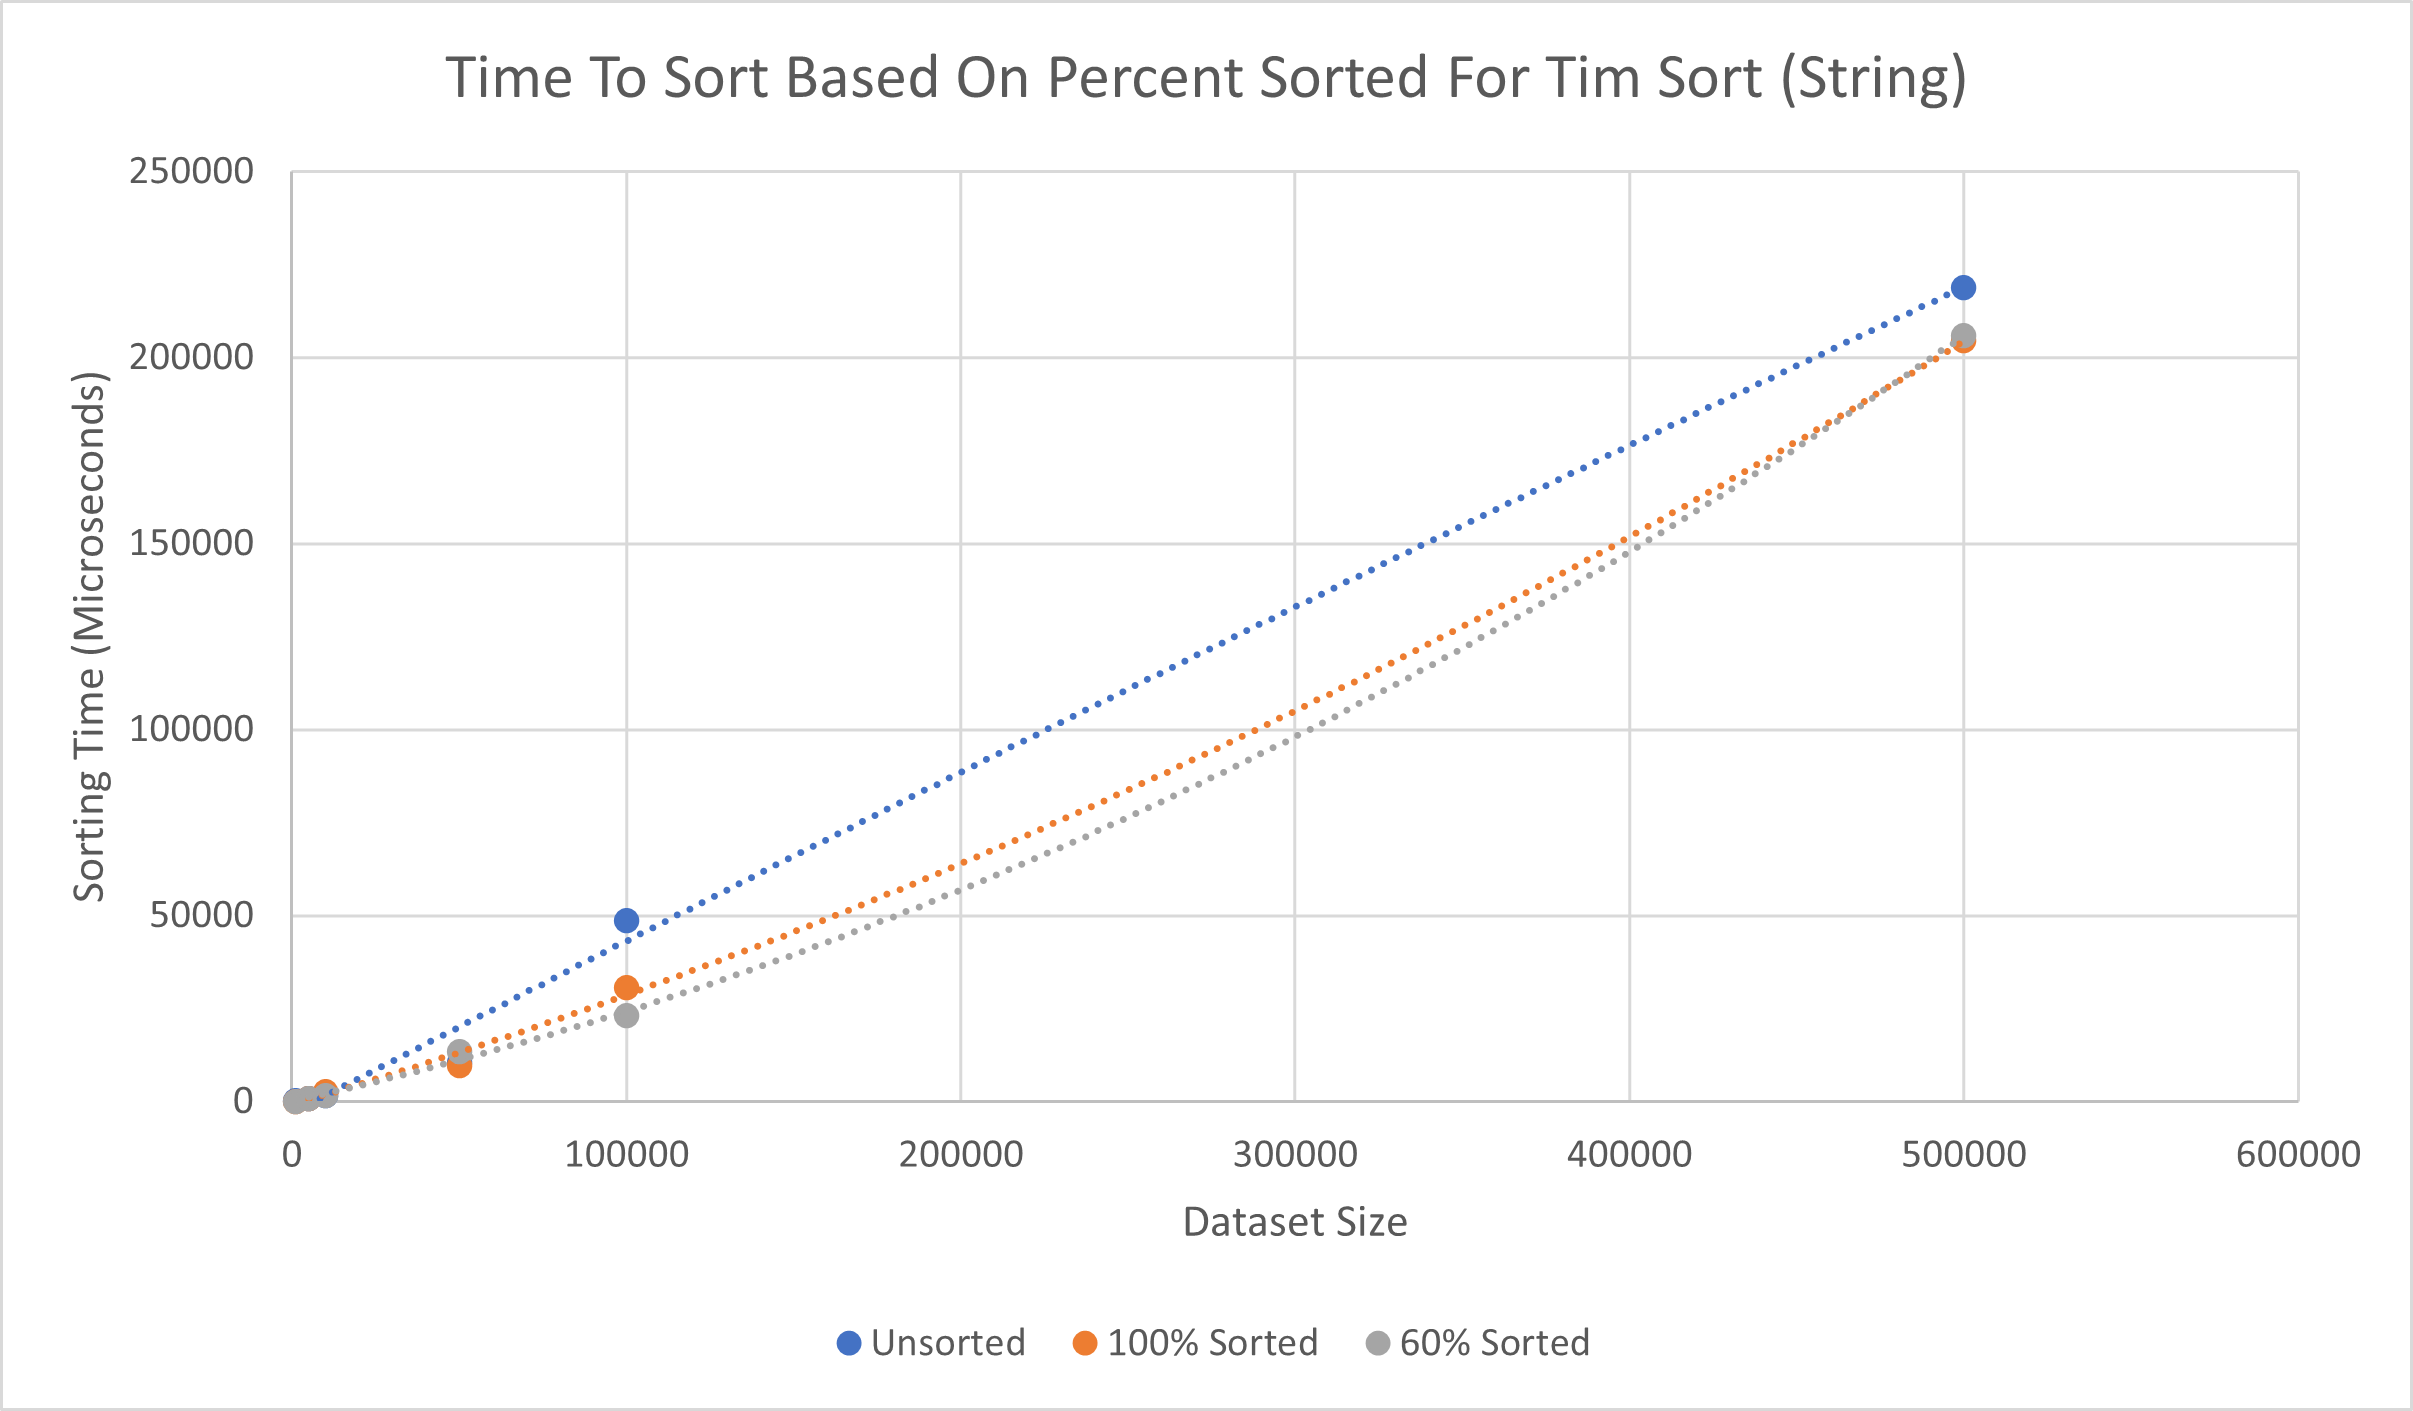 Time To Sort Based On Percent Sorted For Tim Sort (String)
250000
200000
150000
100000
50000
0
Sorting Time (Microseconds)
0 100000 200000 300000 400000 500000 600000
Dataset Size
Unsorted 100% Sorted 60% Sorted